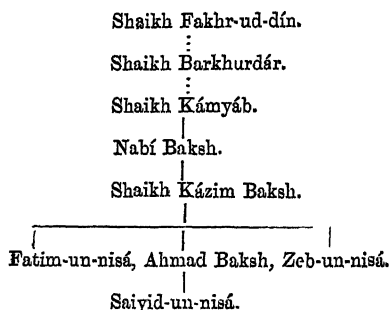 Shaikh Fakhr-ud-dín.
Shaikh Barkhurdár.
Shaikh Kámyáb.
Nabí Baksh.
Shaikh Kázim Baksh.
Fatim-un-nisá, Ahmad Baksh, Zeb-un-nisá.
Saiyid-un-nisá.